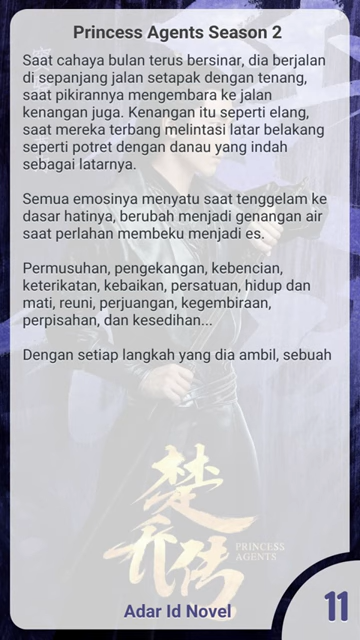 Princess Agents Season 2
Saat cahaya bulan terus bersinar, dia berjalan
di sepanjang jalan setapak dengan tenang,
saat pikirannya mengembara ke jalan
kenangan juga. Kenangan itu seperti elang,
saat mereka terbang melintasi latar belakang
seperti potret dengan danau yang indah
sebagai latarnya.
Semua emosinya menyatu saat tenggelam ke
dasar hatinya, berubah menjadi genangan air
saat perlahan membeku menjadi es.
Permusuhan, pengekangan, kebencian,
keterikatan, kebaikan, persatuan, hidup dan
mati, reuni, perjuangan, kegembiraan,
perpisahan, dan kesedihan...
Dengan setiap langkah yang dia ambil, sebuah
楚乔传
PRINCESS
AGENTS
Adar Id Novel
11